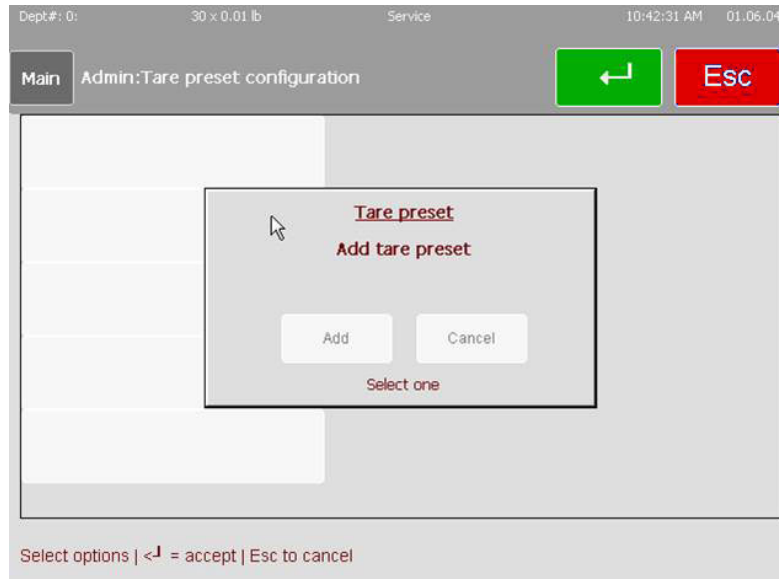 Dept#: 0: 30 x 0.01 lb Service 10:42:31 AM 01.06.04
Main Admin:Tare preset configuration Esc
Tare preset
Add tare preset
Add Cancel
Select one
Select options | <┘ = accept | Esc to cancel